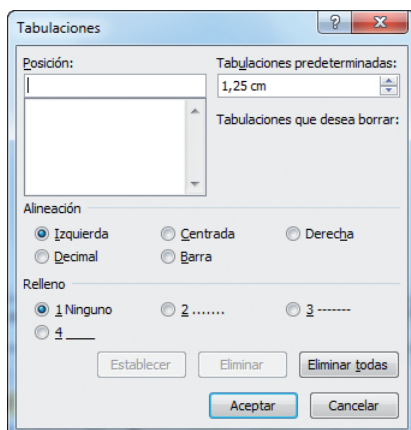 Tabulaciones
Posición:
Tabulaciones predeterminadas:
1,25 cm
Tabulaciones que desea borrar:
Alineación
Izquierda Centrada Derecha
Decimal Barra
Relleno
1 Ninguno 2 ....... 3 -------
4 ____
Establecer Eliminar Eliminar todas
Aceptar Cancelar